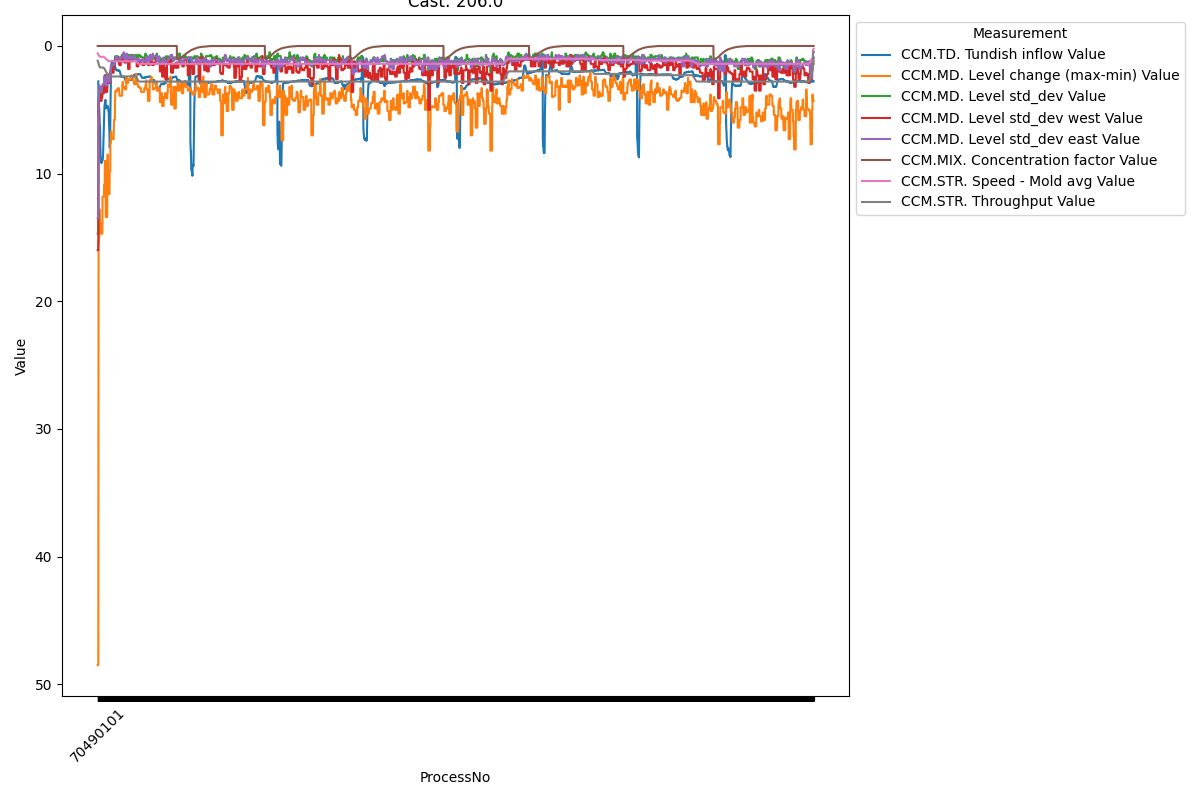 Cast: 206.0
Measurement
CCM.TD. Tundish inflow Value
CCM.MD. Level change (max-min) Value
CCM.MD. Level std_dev Value
CCM.MD. Level std_dev west Value
CCM.MD. Level std_dev east Value
CCM.MIX. Concentration factor Value
CCM.STR. Speed - Mold avg Value
CCM.STR. Throughput Value
0
10
20
30
40
50
Value
70490101
ProcessNo